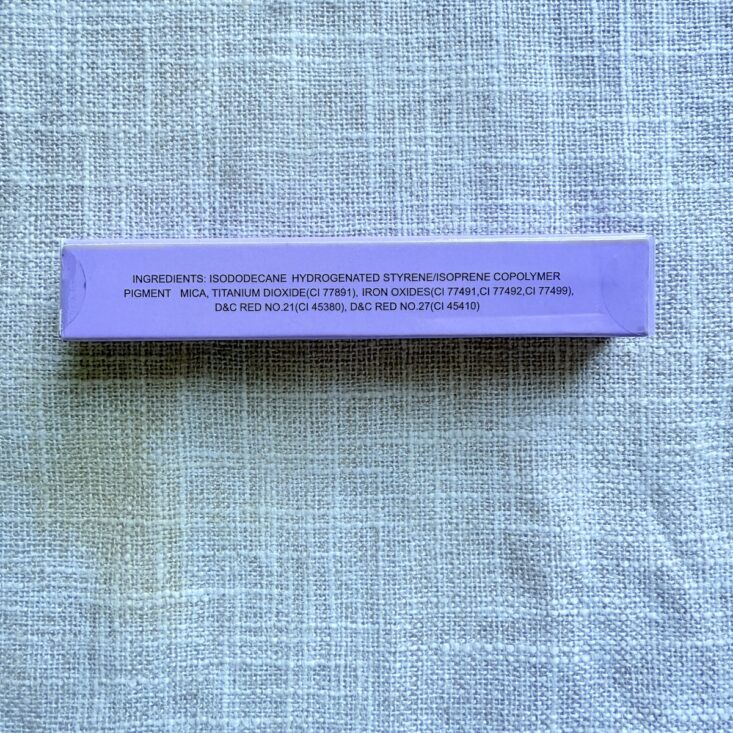 INGREDIENTS: ISODODECANE HYDROGENATED STYRENE/ISOPRENE COPOLYMER
PIGMENT MICA, TITANIUM DIOXIDE(CI 77891), IRON OXIDES(CI 77491,CI 77492,CI 77499),
D&C RED NO.21(CI 45380), D&C RED NO.27(CI 45410)